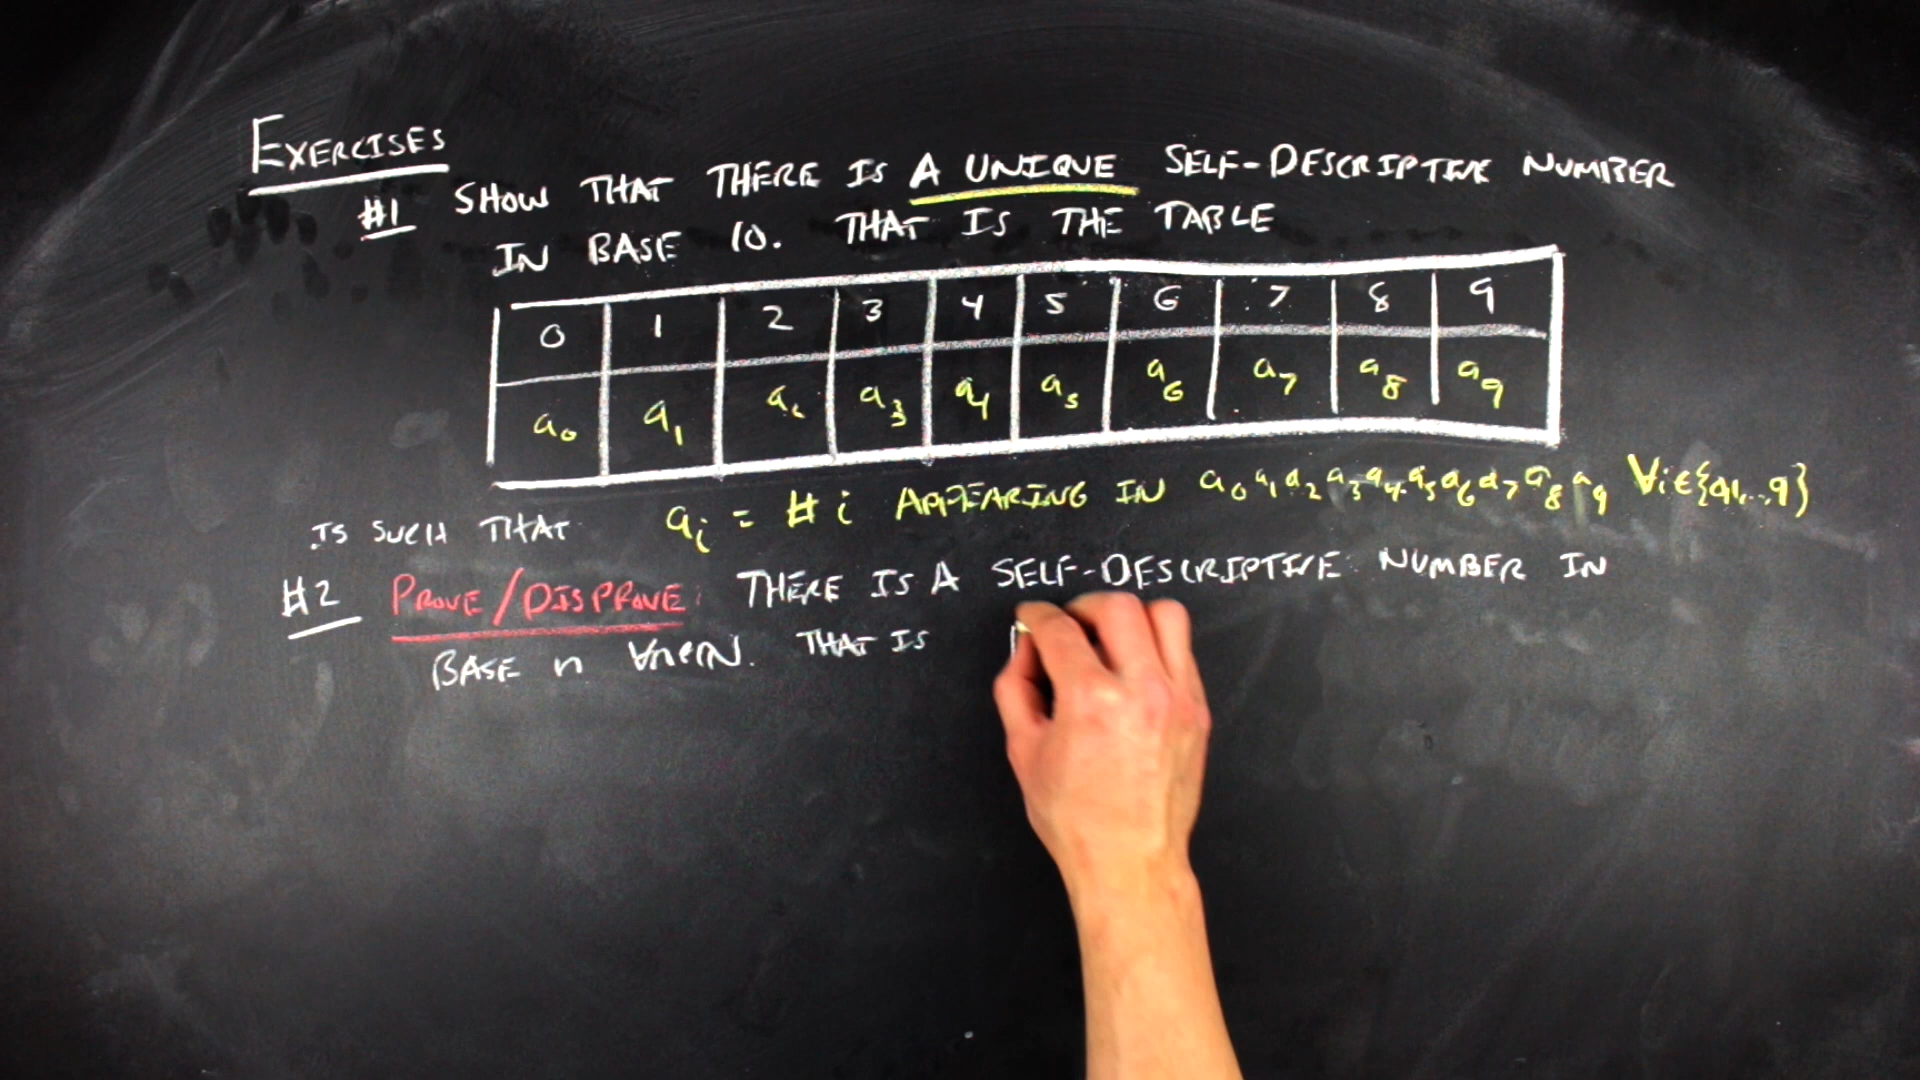 EXERCISES
#1 SHOW THAT THERE IS A UNIQUE SELF-DESCRIPTIVE NUMBER
IN BASE 10. THAT IS THE TABLE
0 1 2 3 4 5 6 7 8 9
a₀ a₁ a₂ a₃ a₄ a₅ a₆ a₇ a₈ a₉
IS SUCH THAT aᵢ = # i APPEARING IN a₀a₁a₂a₃a₄a₅a₆a₇a₈a₉ ∀i∈{0,1,..,9}
#2 PROVE/DISPROVE: THERE IS A SELF-DESCRIPTIVE NUMBER IN
BASE n ∀n∈ℕ. THAT IS